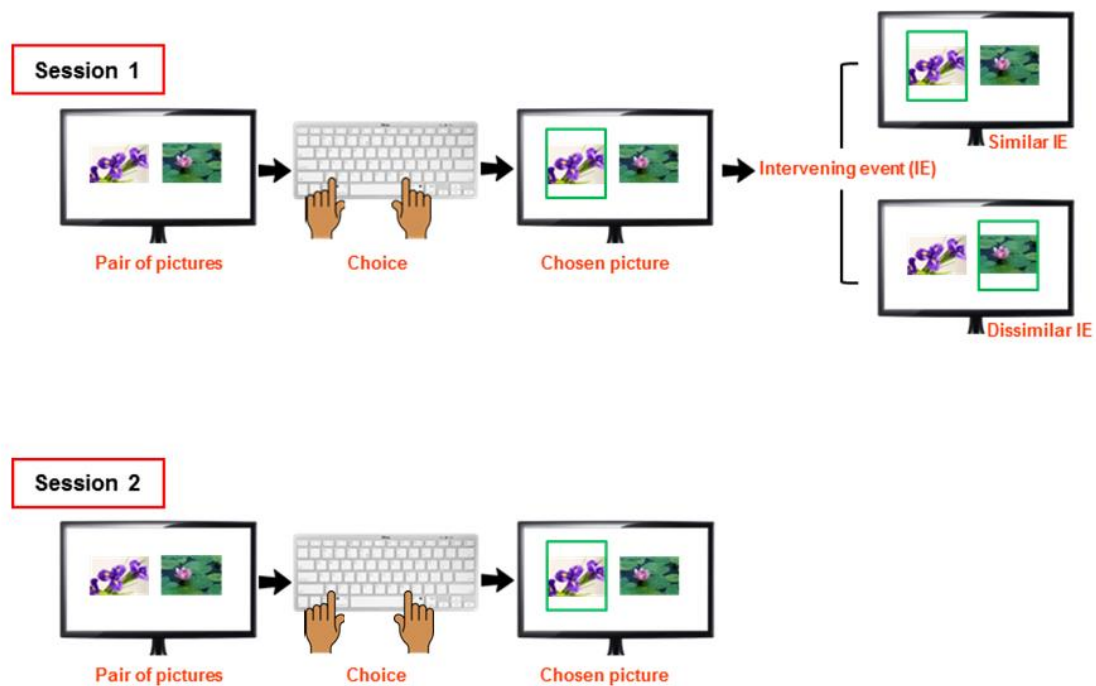 Session 1
Similar IE
Intervening event (IE)
Pair of pictures
Choice
Chosen picture
Dissimilar IE
Session 2
Pair of pictures
Choice
Chosen picture